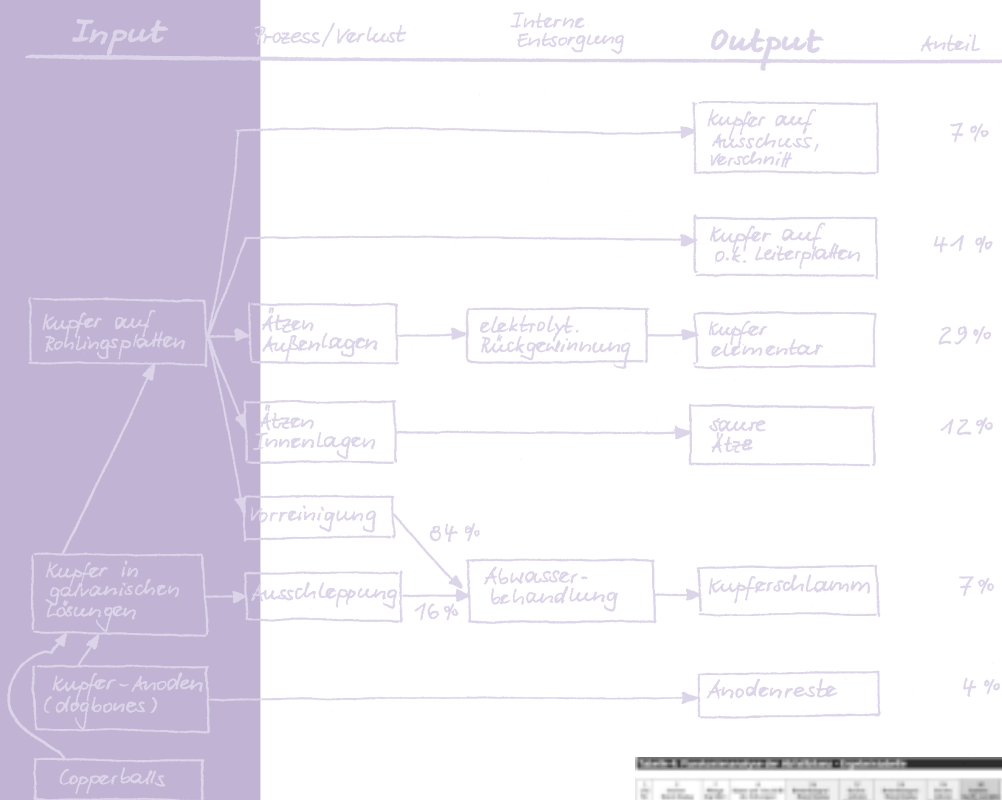 Input
Prozess/Verlust
Interne
Entsorgung
Output
Anteil
Kupfer auf
Ausschuss,
Verschnitt
7 %
Kupfer auf
o.k. Leiterplatten
41 %
Kupfer auf
Rohlingsplatten
Ätzen
Außenlagen
elektrolyt.
Rückgewinnung
Kupfer
elementar
29 %
Ätzen
Innenlagen
saure
Ätze
12 %
Vorreinigung
84 %
Kupfer in
galvanischen
Lösungen
Ausschleppung
16 %
Abwasser-
behandlung
Kupferschlamm
7 %
Kupfer-Anoden
(dogbones)
Anodenreste
4 %
Copperballs